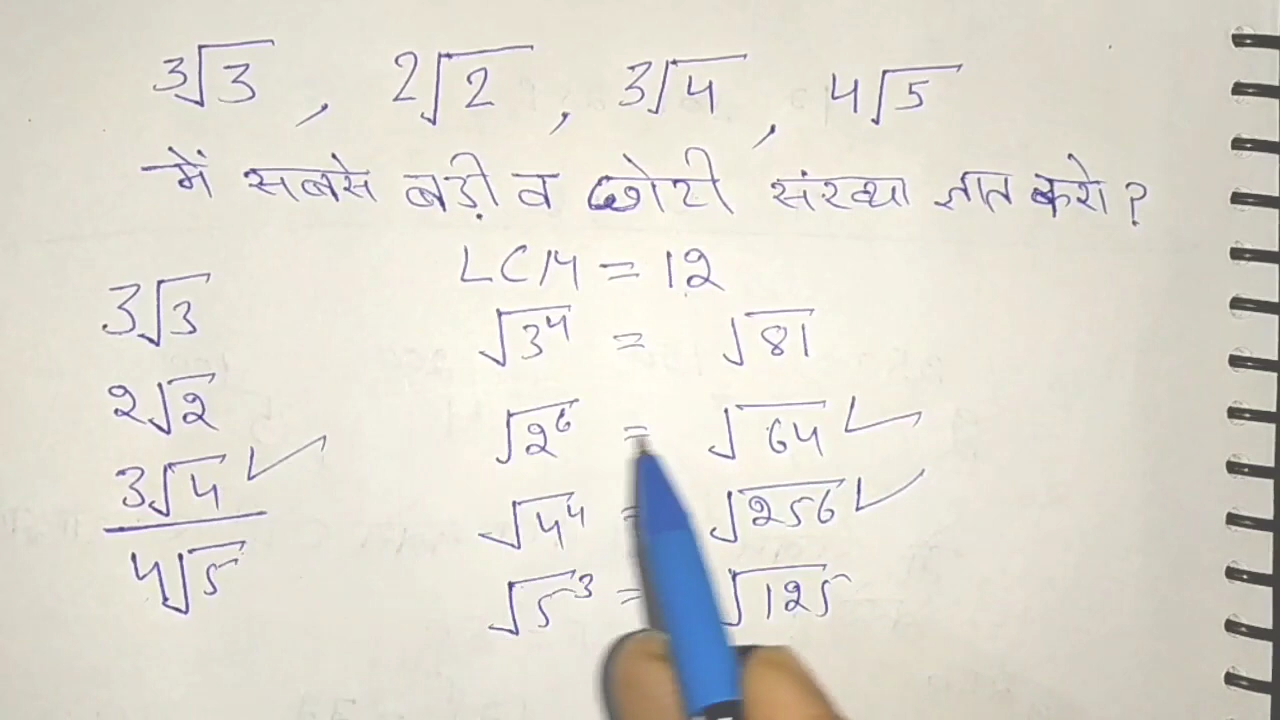 3√3 , 2√2 , 3√4 , 4√5
में सबसे बड़ी व छोटी संख्या ज्ञात करो?
LCM = 12
3√3
√3⁴ = √81
2√2
√2⁶ = √64 ✓
3√4 ✓
√4⁴ = √256 ✓
4√5
√5³ = √125